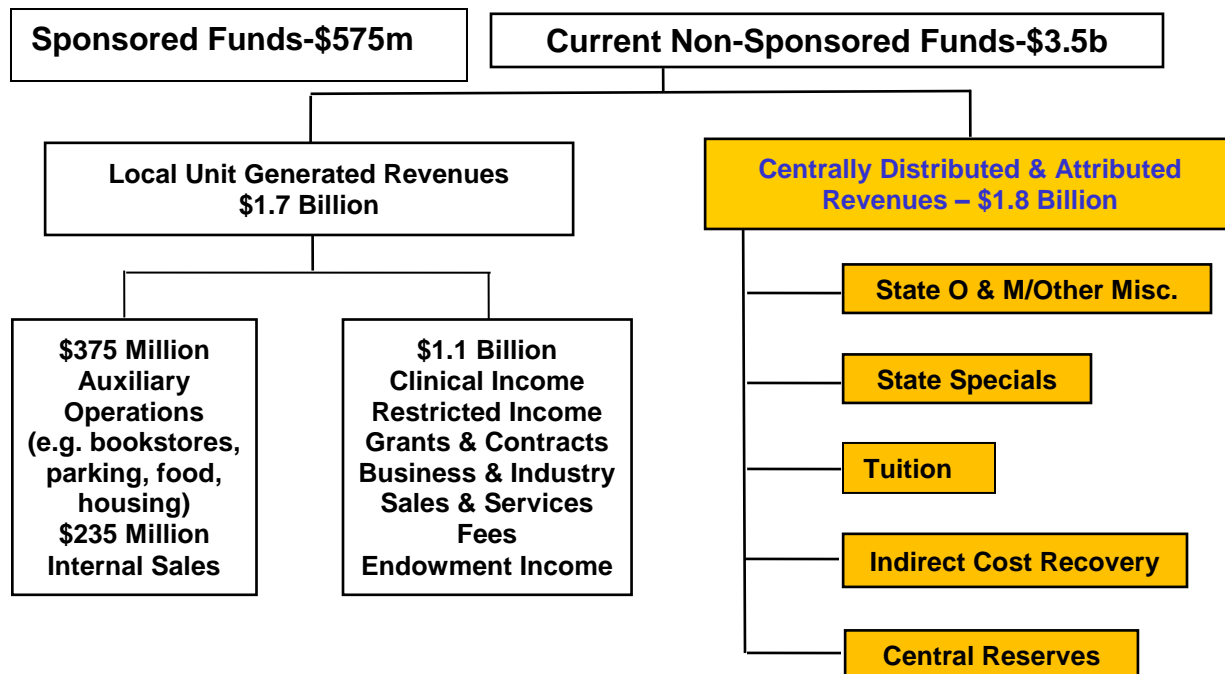 Sponsored Funds-$575m
Current Non-Sponsored Funds-$3.5b
Local Unit Generated Revenues
$1.7 Billion
Centrally Distributed & Attributed
Revenues – $1.8 Billion
$375 Million
Auxiliary
Operations
(e.g. bookstores,
parking, food,
housing)
$235 Million
Internal Sales
$1.1 Billion
Clinical Income
Restricted Income
Grants & Contracts
Business & Industry
Sales & Services
Fees
Endowment Income
State O & M/Other Misc.
State Specials
Tuition
Indirect Cost Recovery
Central Reserves